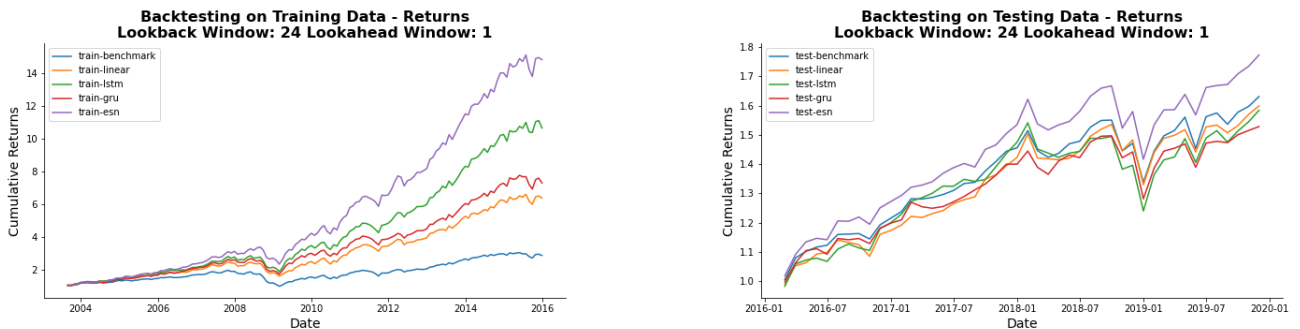 Backtesting on Training Data - Returns
Lookback Window: 24 Lookahead Window: 1
train-benchmark
train-linear
train-lstm
train-gru
train-esn
Cumulative Returns
14
12
10
8
6
4
2
2004
2006
2008
2010
2012
2014
2016
Date
Backtesting on Testing Data - Returns
Lookback Window: 24 Lookahead Window: 1
test-benchmark
test-linear
test-lstm
test-gru
test-esn
Cumulative Returns
1.8
1.7
1.6
1.5
1.4
1.3
1.2
1.1
1.0
2016-01
2016-07
2017-01
2017-07
2018-01
2018-07
2019-01
2019-07
2020-01
Date